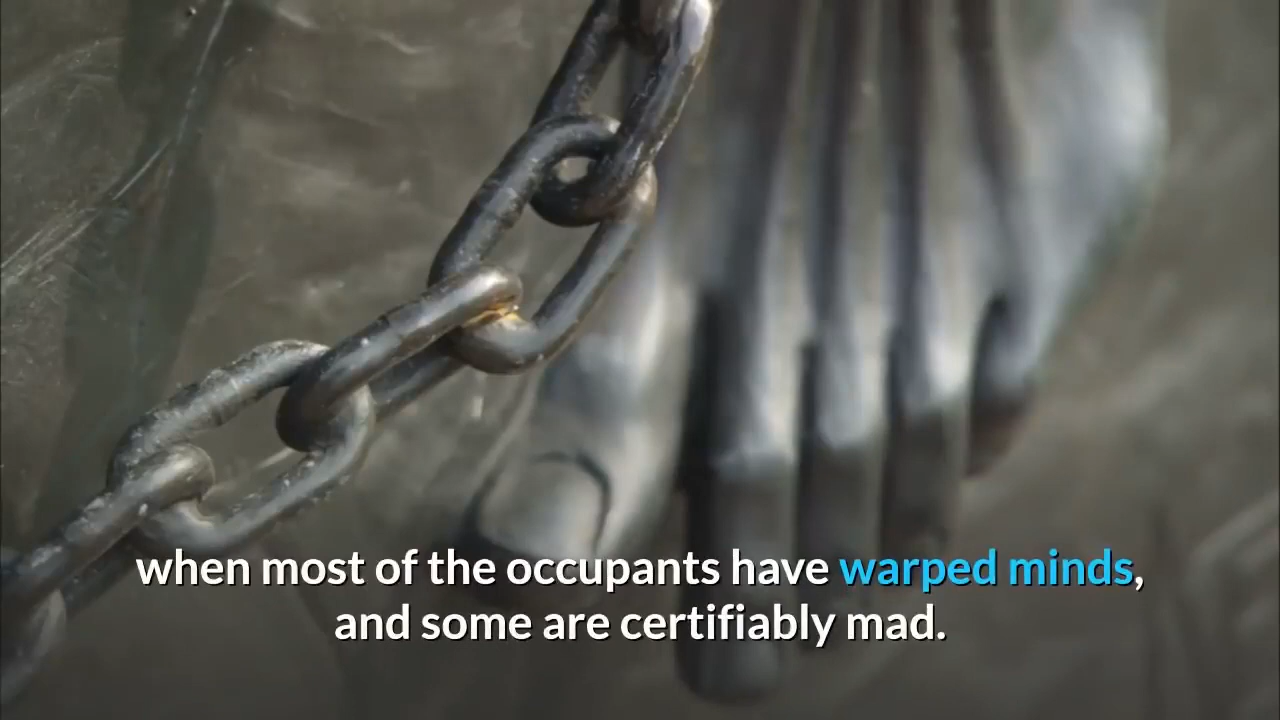 when most of the occupants have warped minds,
and some are certifiably mad.